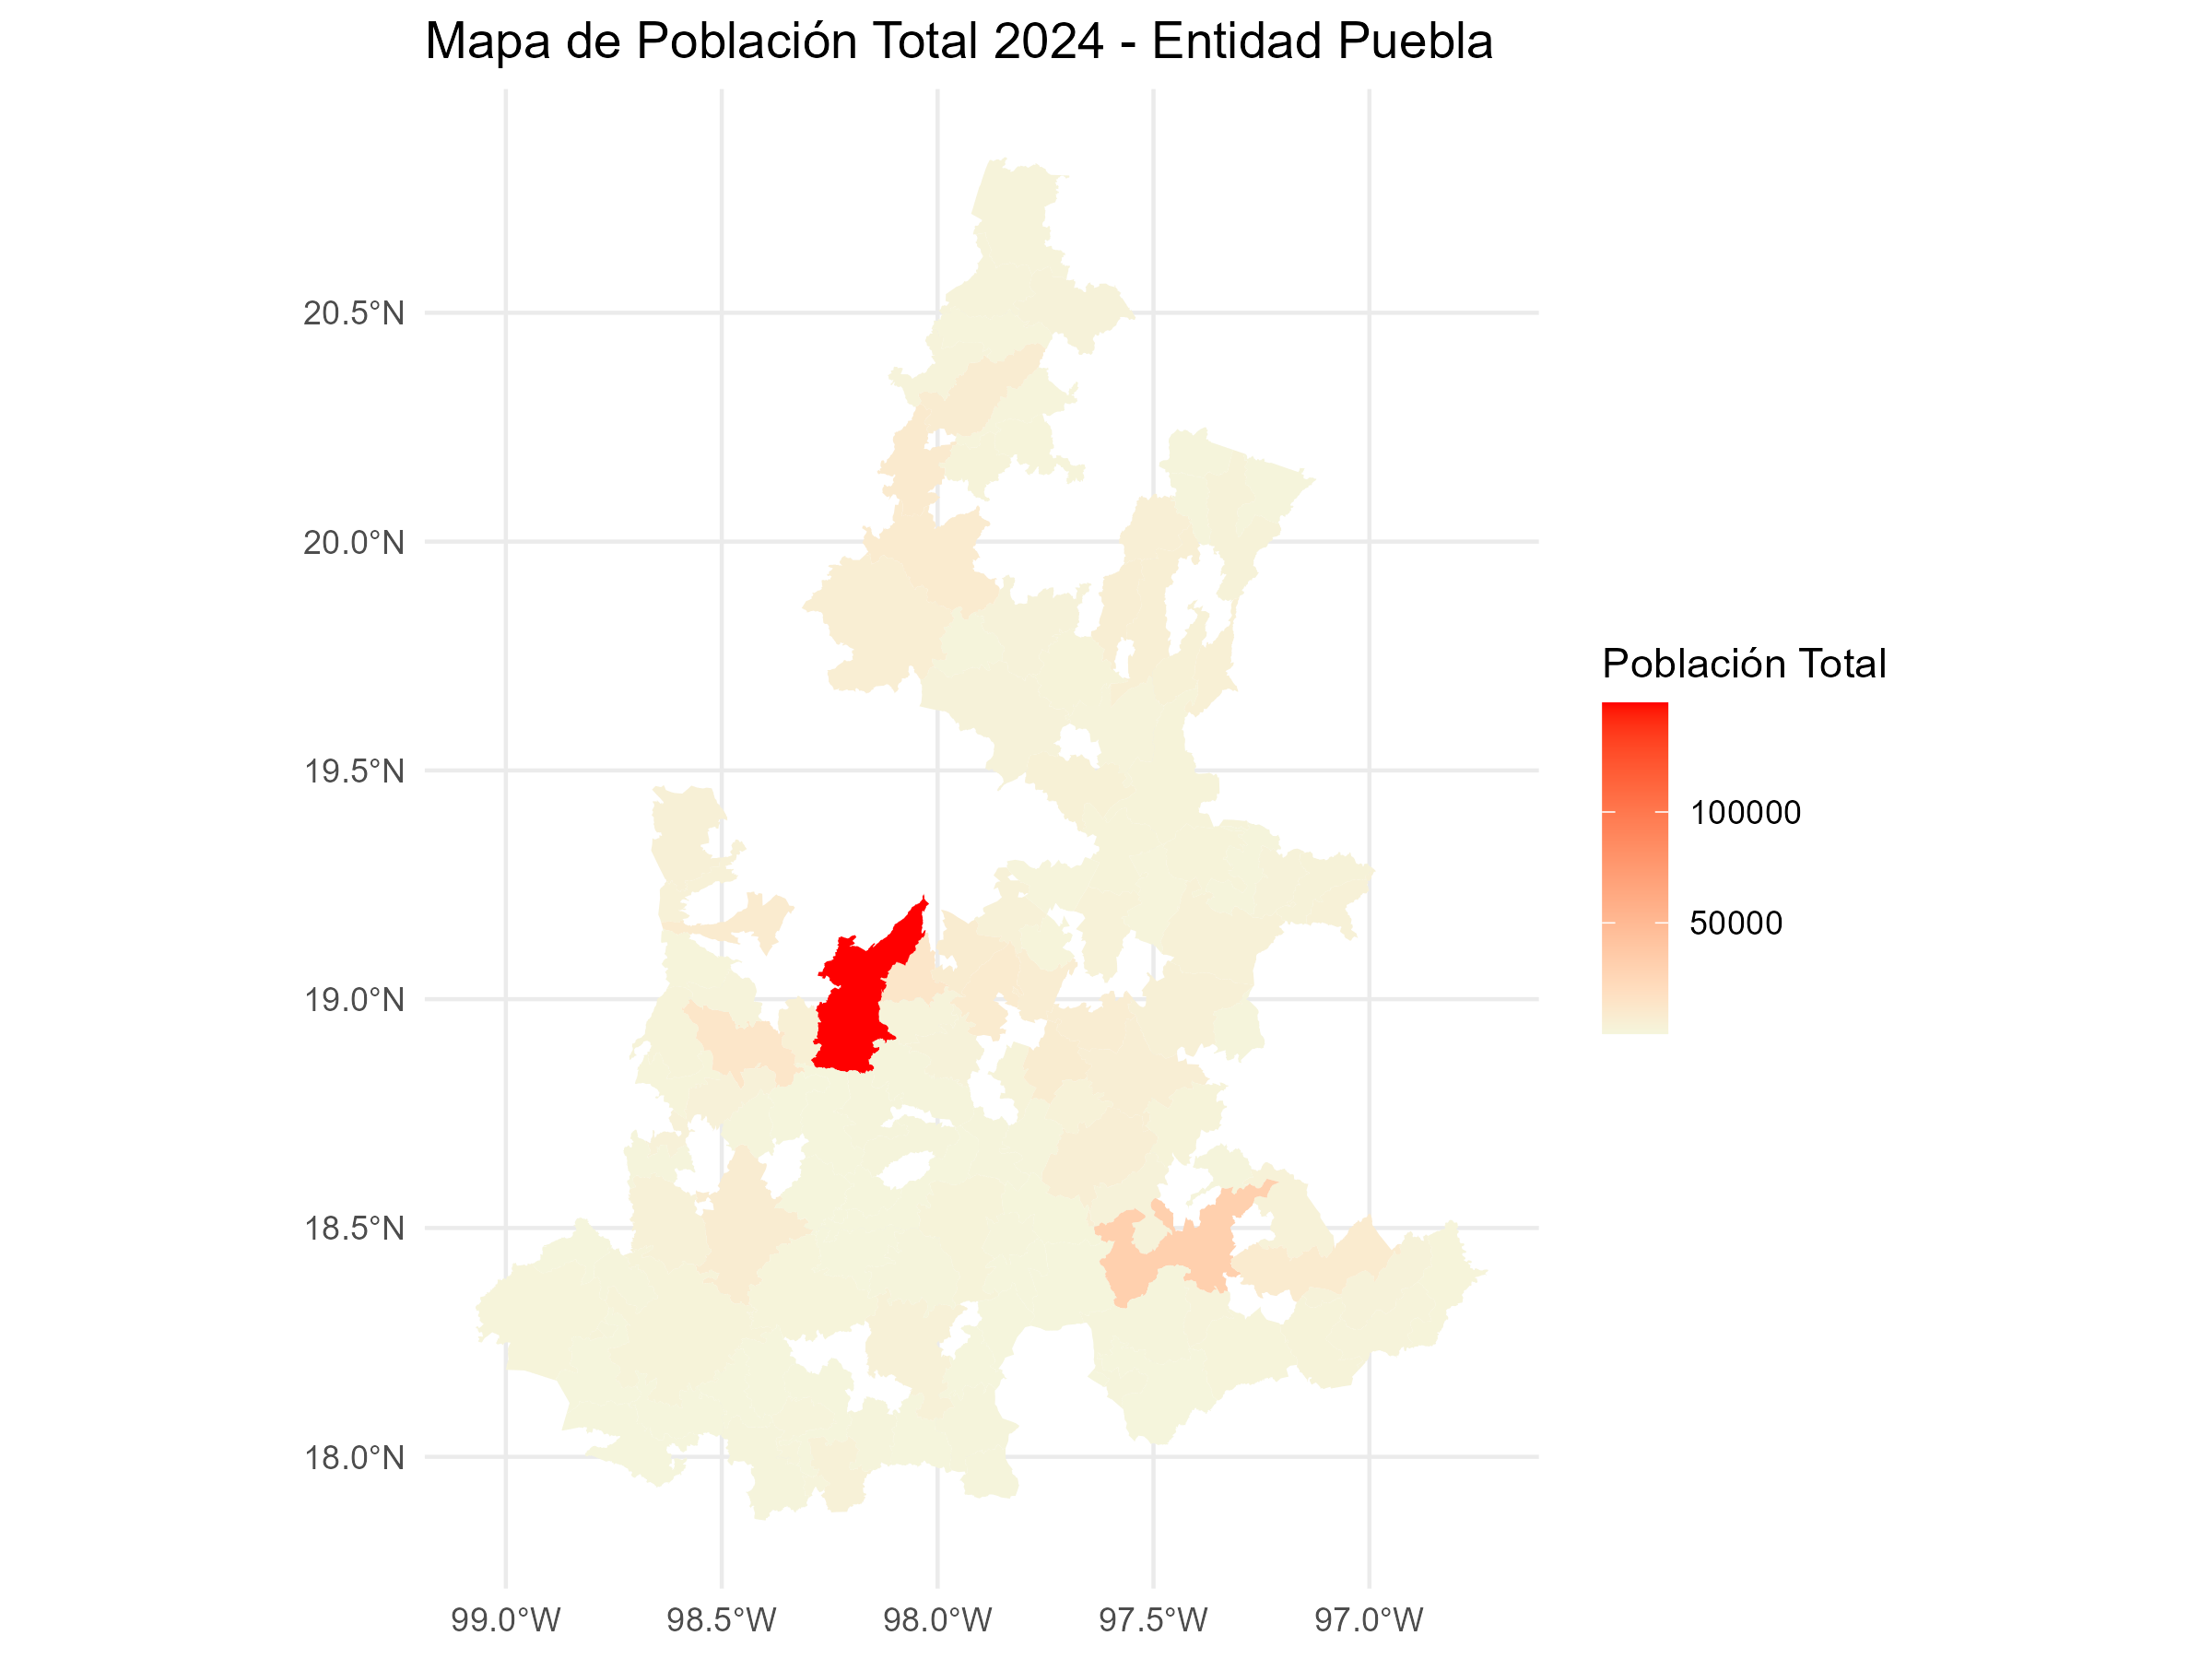 Mapa de Población Total 2024 - Entidad Puebla
20.5°N
20.0°N
19.5°N
19.0°N
18.5°N
18.0°N
99.0°W
98.5°W
98.0°W
97.5°W
97.0°W
Población Total
100000
50000